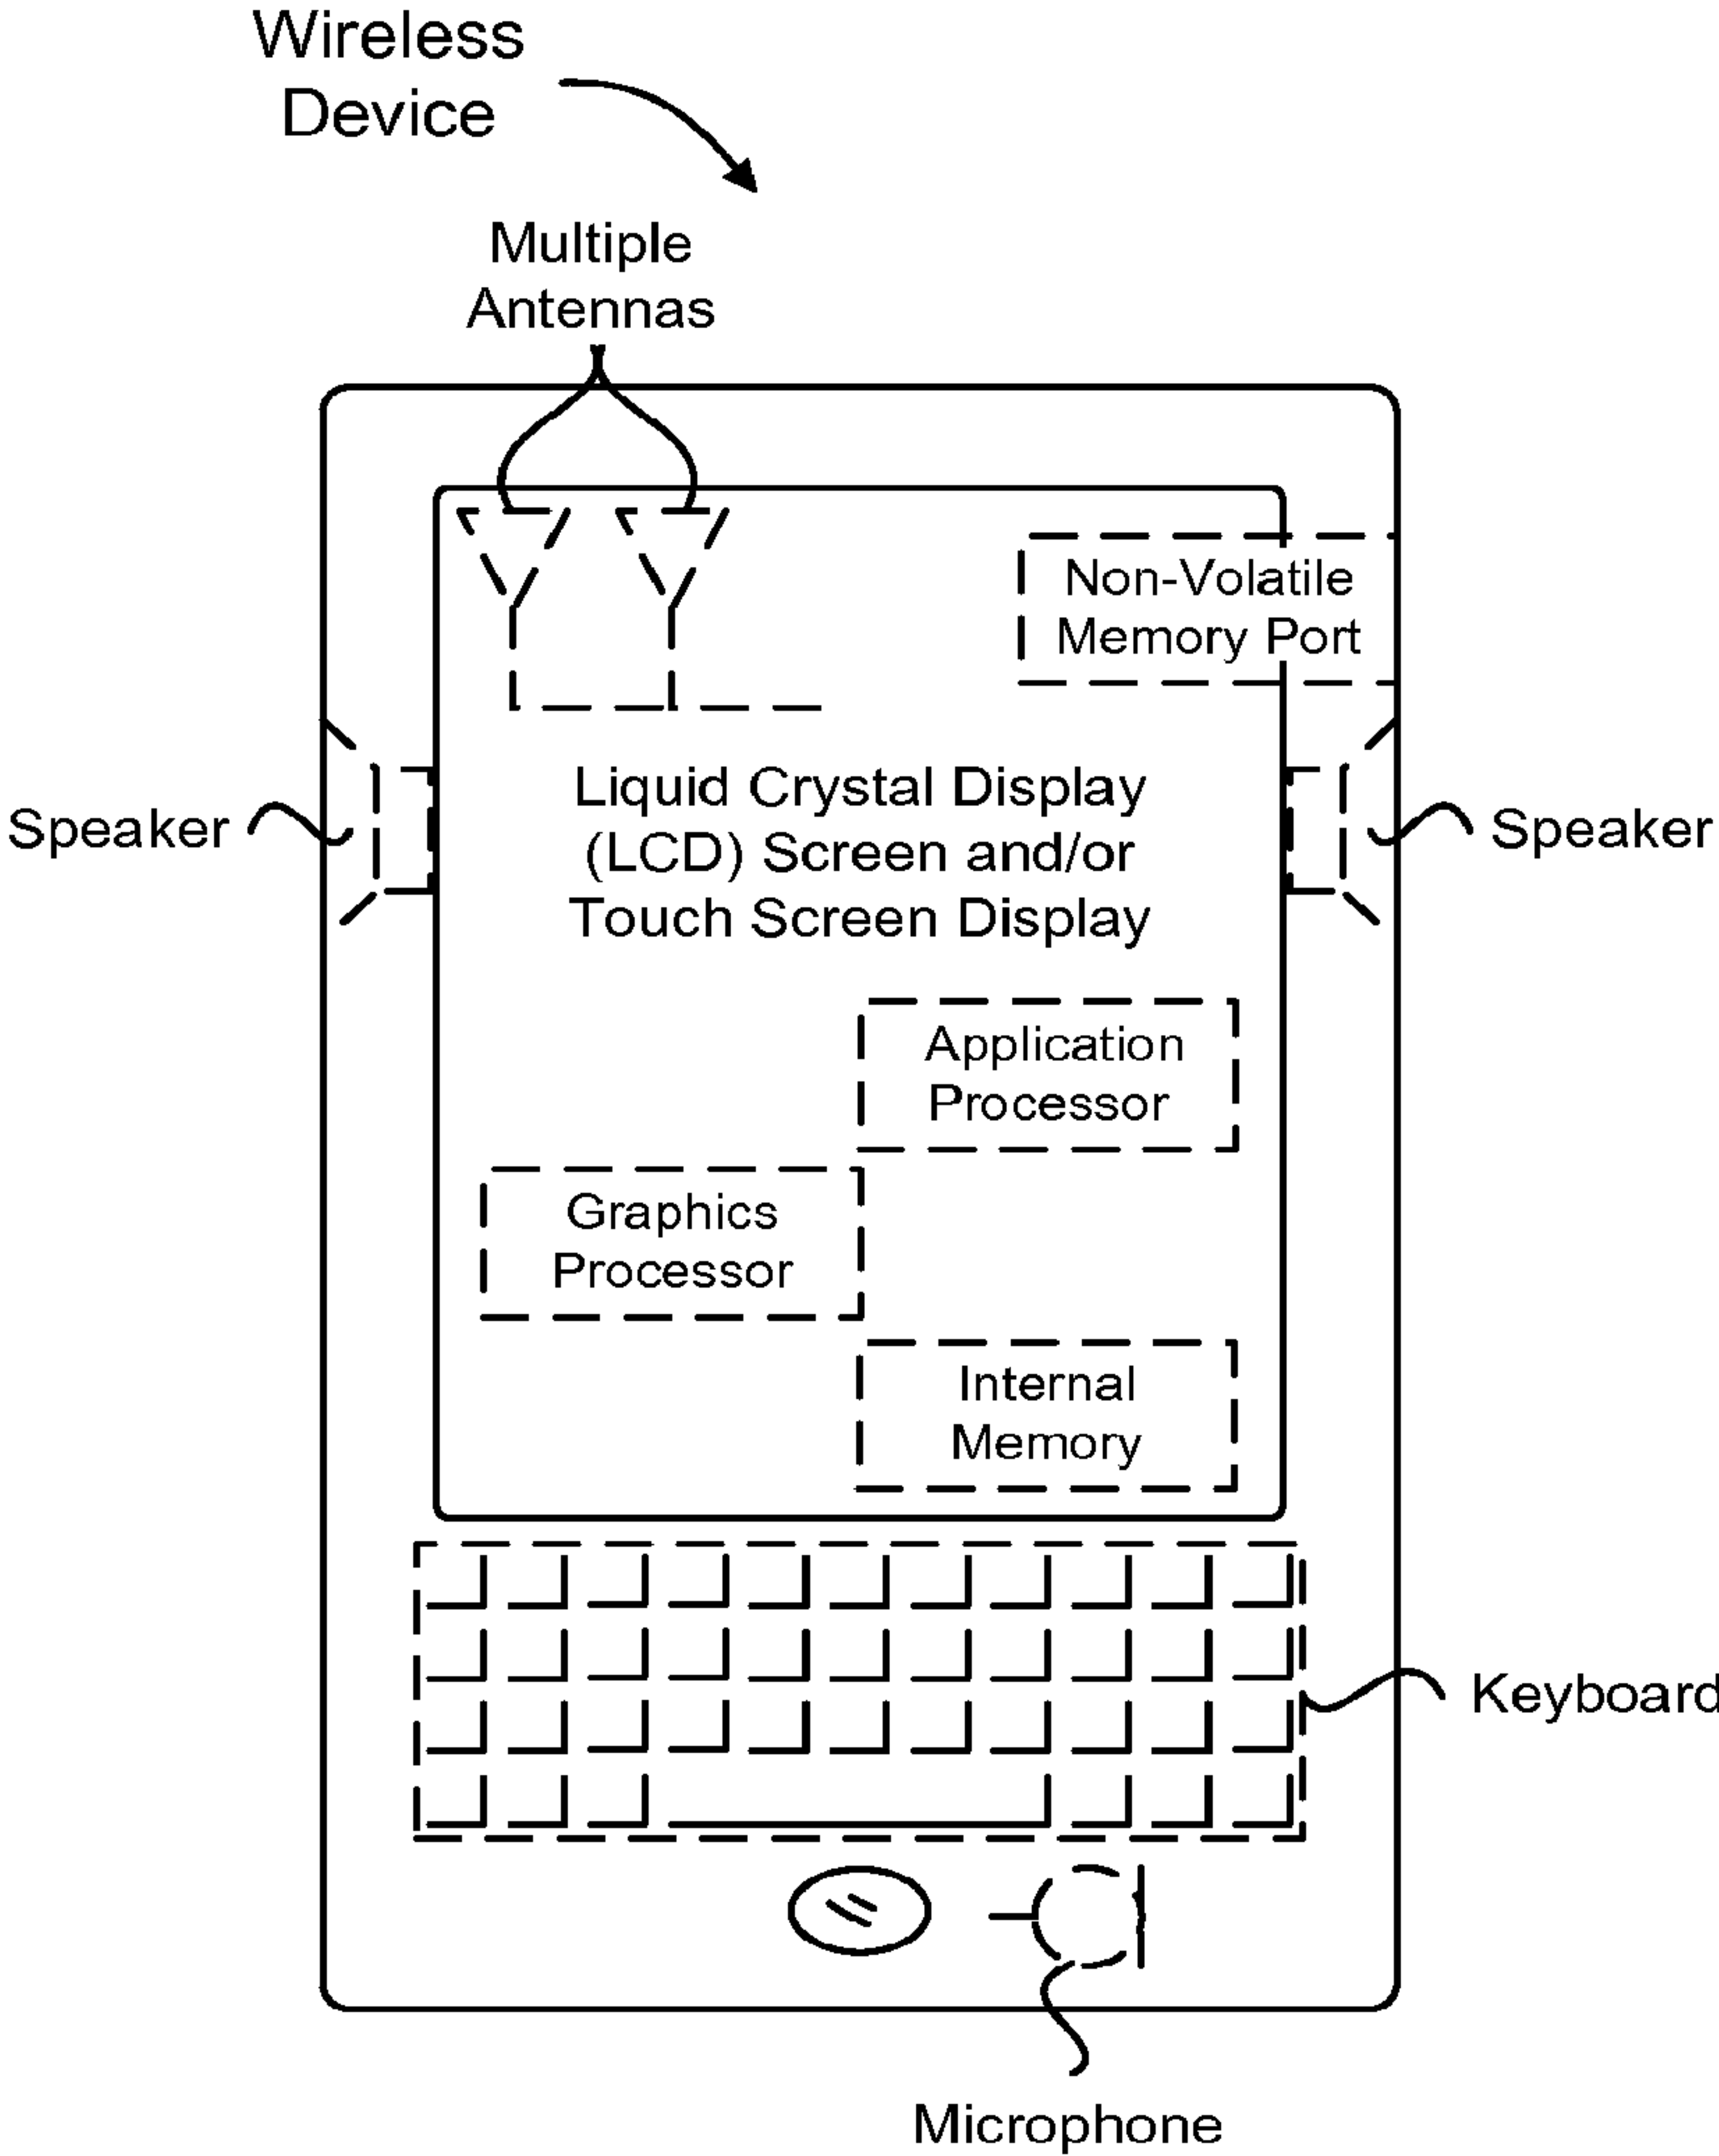 Wireless
Device
Multiple
Antennas
Non-Volatile
Memory Port
Speaker
Liquid Crystal Display
(LCD) Screen and/or
Touch Screen Display
Speaker
Application
Processor
Graphics
Processor
Internal
Memory
Keyboard
Microphone